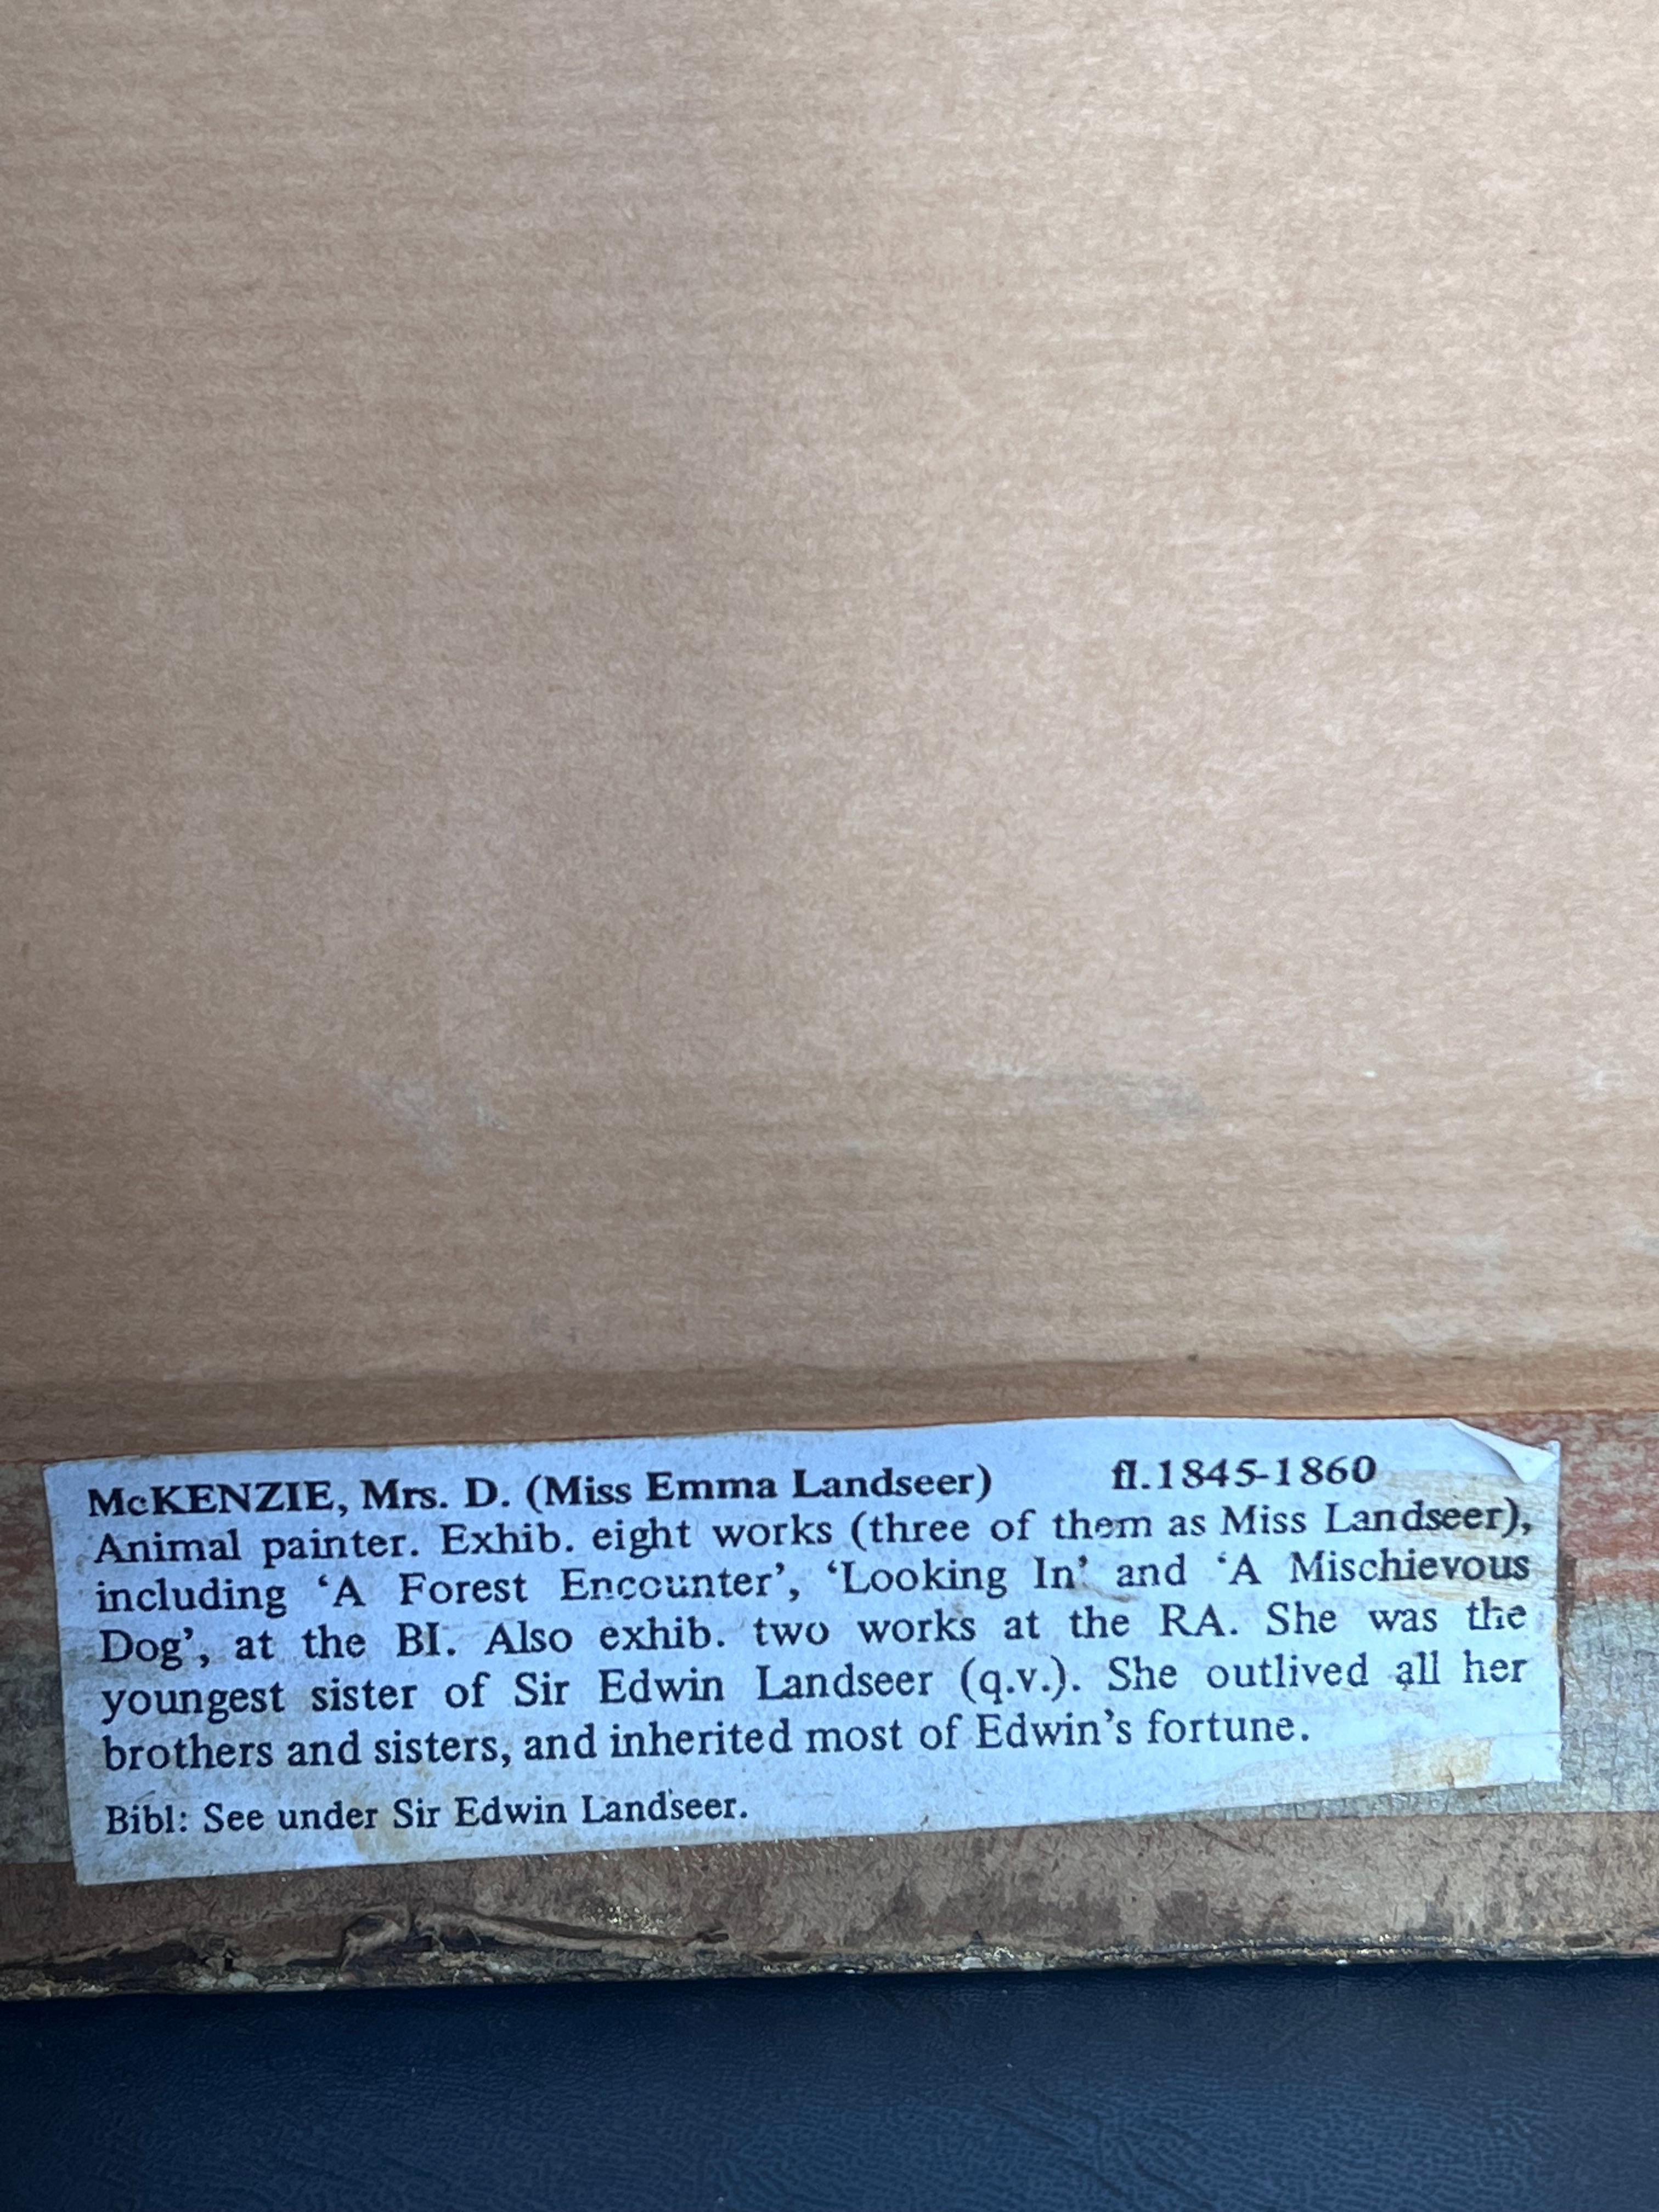 McKENZIE, Mrs. D. (Miss Emma Landseer) fl.1845-1860
Animal painter. Exhib. eight works (three of them as Miss Landseer),
including ‘A Forest Encounter’, ‘Looking In’ and ‘A Mischievous
Dog’, at the BI. Also exhib. two works at the RA. She was the
youngest sister of Sir Edwin Landseer (q.v.). She outlived all her
brothers and sisters, and inherited most of Edwin’s fortune.
Bibl: See under Sir Edwin Landseer.